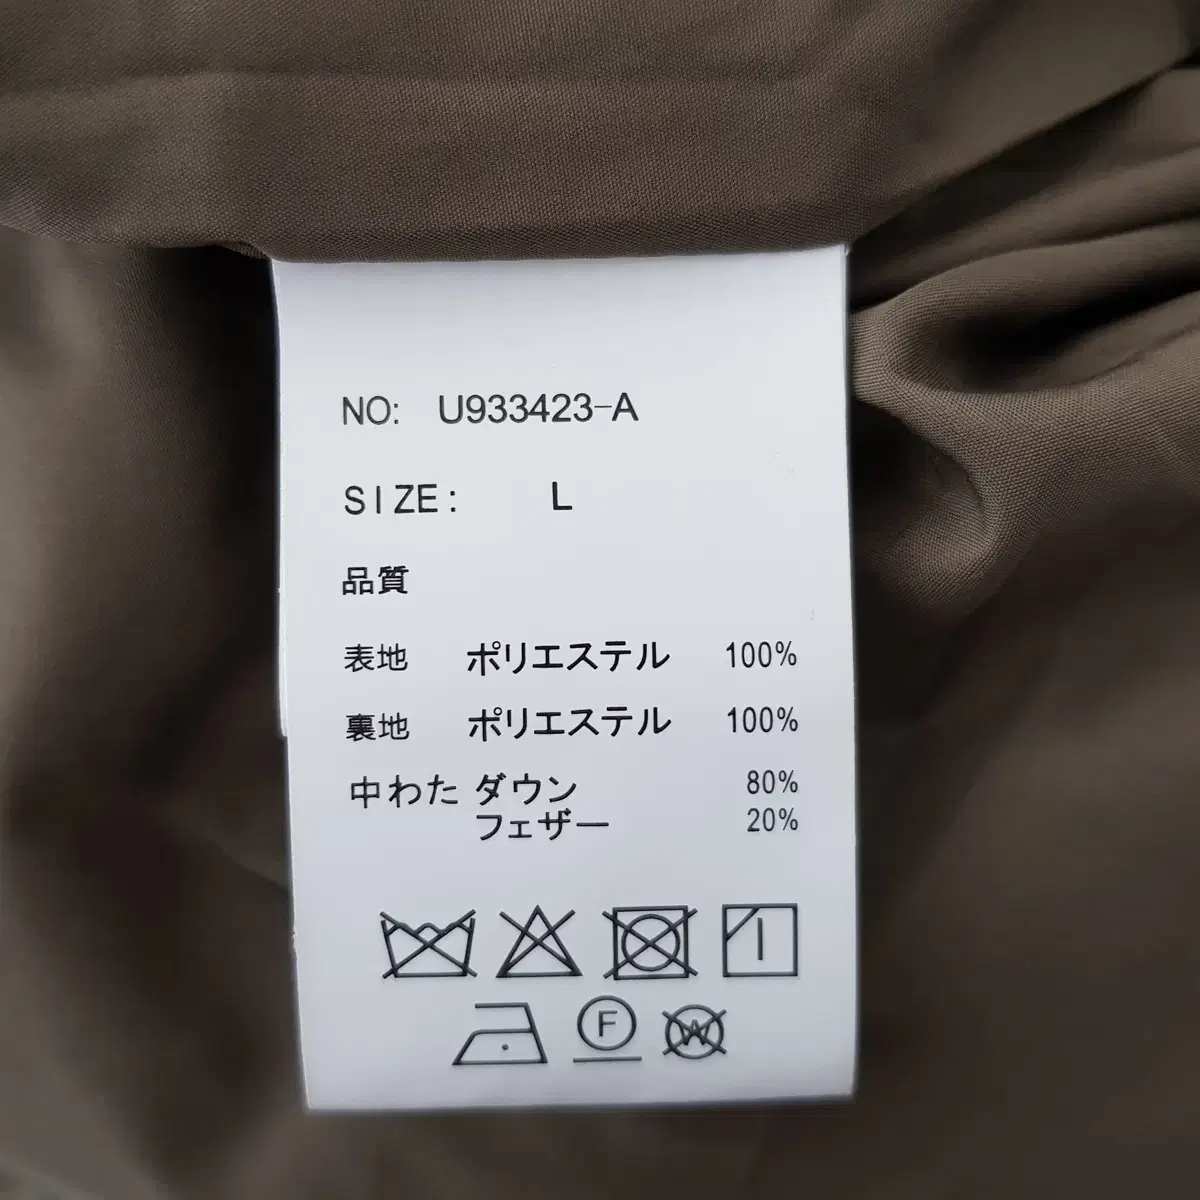 NO: U933423-A
SIZE: L
品質
表地 ポリエステル 100%
裏地 ポリエステル 100%
中わた ダウン 80%
フェザー 20%
F W